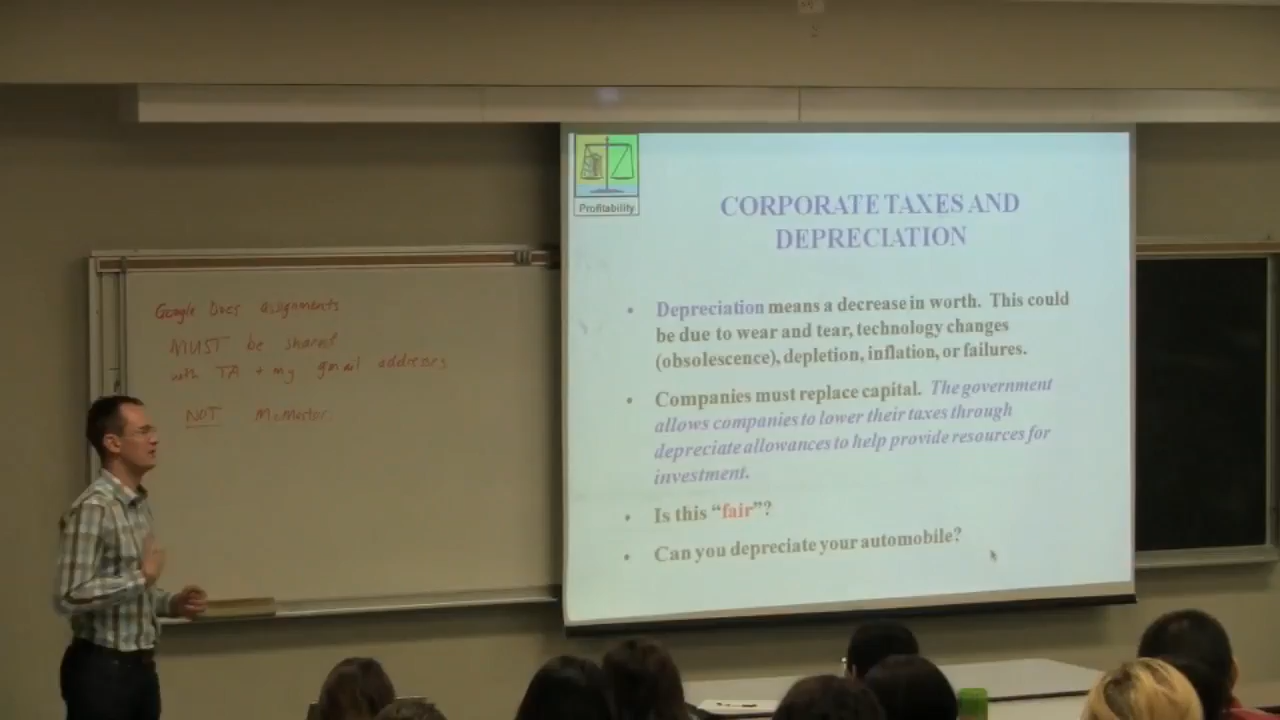 Google Docs assignments
MUST be shared
with TA + my gmail addresses
NOT McMaster
Profitability
CORPORATE TAXES AND
DEPRECIATION
• Depreciation means a decrease in worth. This could
be due to wear and tear, technology changes
(obsolescence), depletion, inflation, or failures.
• Companies must replace capital. The government
allows companies to lower their taxes through
depreciate allowances to help provide resources for
investment.
• Is this “fair”?
• Can you depreciate your automobile?